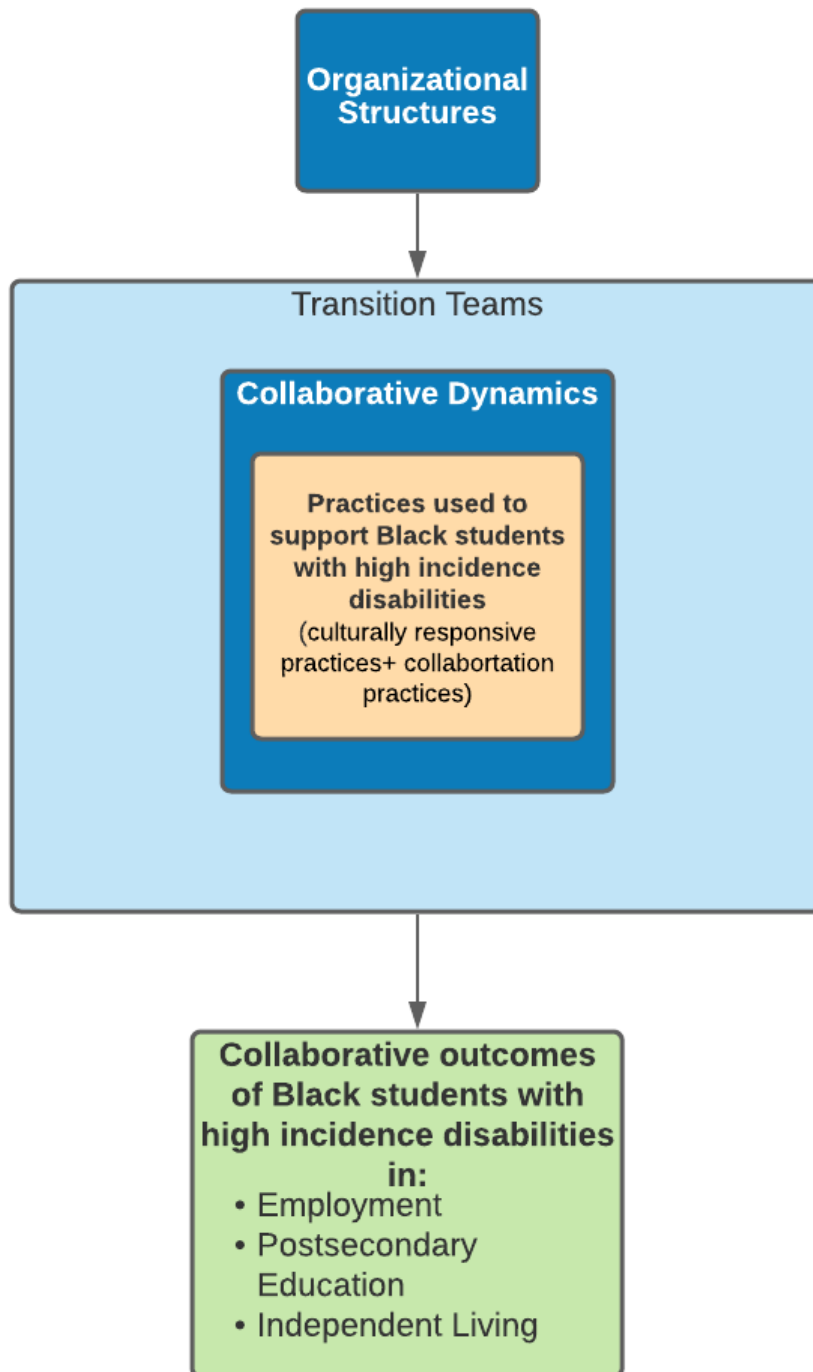 Organizational
Structures
Transition Teams
Collaborative Dynamics
Practices used to
support Black students
with high incidence
disabilities
(culturally responsive
practices+ collabortation
practices)
Collaborative outcomes
of Black students with
high incidence disabilities
in:
• Employment
• Postsecondary
Education
• Independent Living